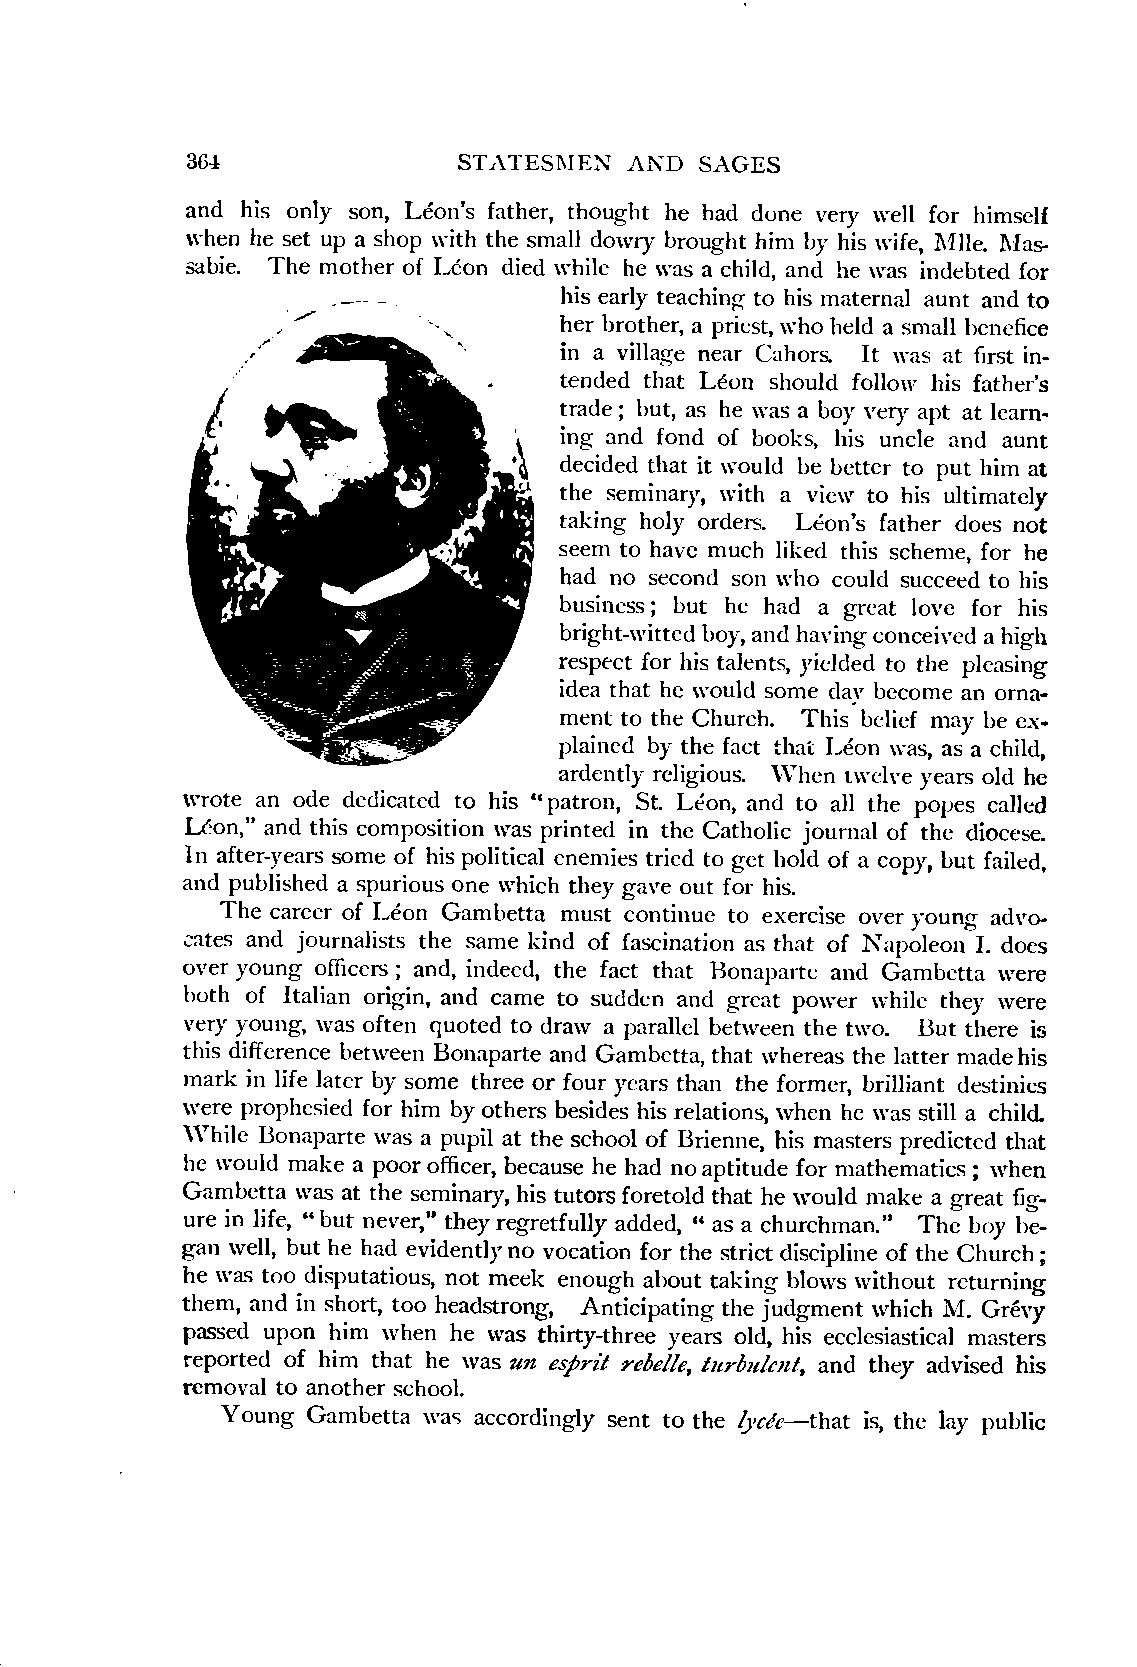 364 STATESMEN AND SAGES
and his only son, Léon's father, thought he had done very well for himself
when he set up a shop with the small dowry brought him by his wife, Mlle. Mas-
sabie. The mother of Léon died while he was a child, and he was indebted for
his early teaching to his maternal aunt and to
her brother, a priest, who held a small benefice
in a village near Cahors. It was at first in-
tended that Léon should follow his father's
trade; but, as he was a boy very apt at learn-
ing and fond of books, his uncle and aunt
decided that it would be better to put him at
the seminary, with a view to his ultimately
taking holy orders. Léon's father does not
seem to have much liked this scheme, for he
had no second son who could succeed to his
business; but he had a great love for his
bright-witted boy, and having conceived a high
respect for his talents, yielded to the pleasing
idea that he would some day become an orna-
ment to the Church. This belief may be ex-
plained by the fact that Léon was, as a child,
ardently religious. When twelve years old he
wrote an ode dedicated to his "patron, St. Léon, and to all the popes called
Léon," and this composition was printed in the Catholic journal of the diocese.
In after-years some of his political enemies tried to get hold of a copy, but failed,
and published a spurious one which they gave out for his.
The career of Léon Gambetta must continue to exercise over young advo-
cates and journalists the same kind of fascination as that of Napoleon I. does
over young officers; and, indeed, the fact that Bonaparte and Gambetta were
both of Italian origin, and came to sudden and great power while they were
very young, was often quoted to draw a parallel between the two. But there is
this difference between Bonaparte and Gambetta, that whereas the latter made his
mark in life later by some three or four years than the former, brilliant destinies
were prophesied for him by others besides his relations, when he was still a child.
While Bonaparte was a pupil at the school of Brienne, his masters predicted that
he would make a poor officer, because he had no aptitude for mathematics; when
Gambetta was at the seminary, his tutors foretold that he would make a great fig-
ure in life, "but never," they regretfully added, "as a churchman." The boy be-
gan well, but he had evidently no vocation for the strict discipline of the Church;
he was too disputatious, not meek enough about taking blows without returning
them, and in short, too headstrong, Anticipating the judgment which M. Grévy
passed upon him when he was thirty-three years old, his ecclesiastical masters
reported of him that he was un esprit rebelle, turbulent, and they advised his
removal to another school.
Young Gambetta was accordingly sent to the lycée—that is, the lay public